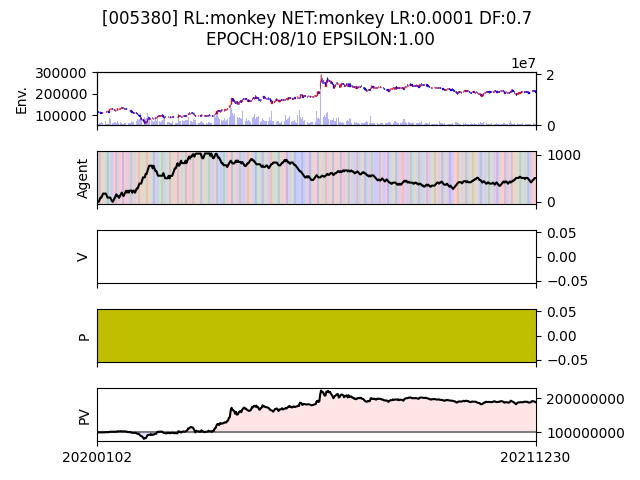 [005380] RL:monkey NET:monkey LR:0.0001 DF:0.7
EPOCH:08/10 EPSILON:1.00
1e7
300000
200000
100000
Env.
2
0
Agent
1000
0
V
0.05
0.00
−0.05
P
0.05
0.00
−0.05
PV
200000000
100000000
20200102
20211230